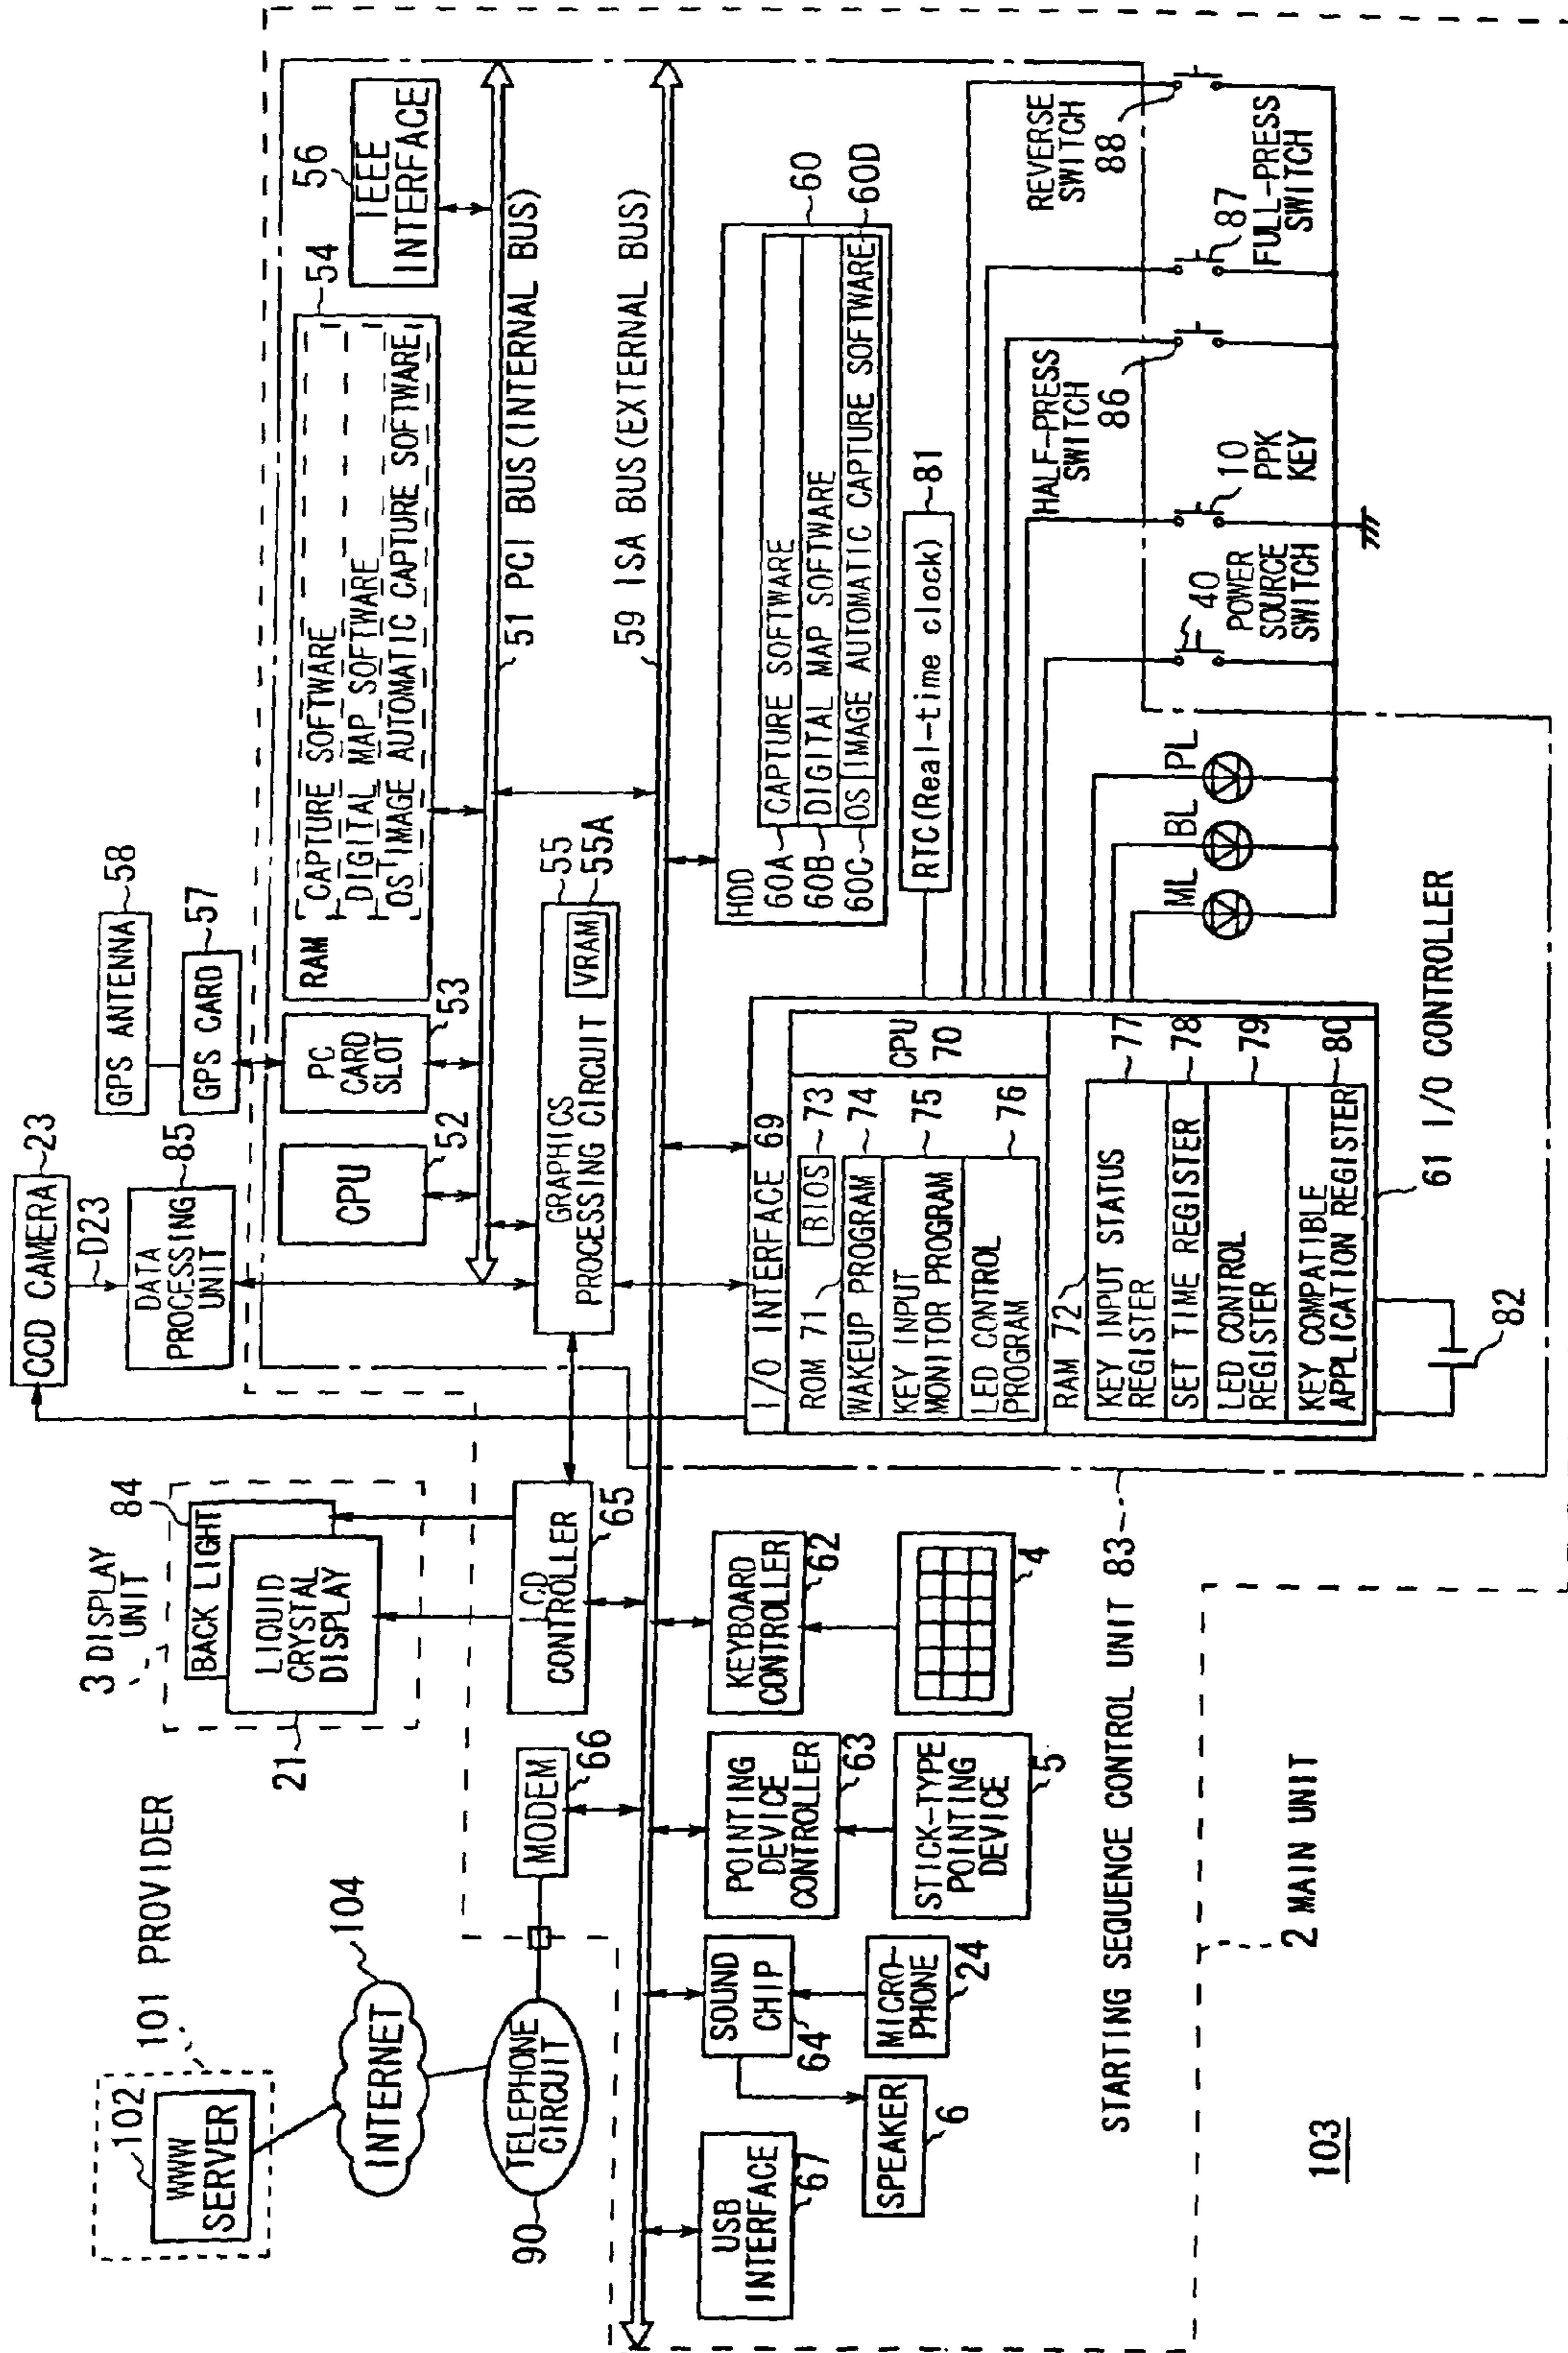 101 PROVIDER
102
WWW
SERVER
104
INTERNET
90
TELEPHONE
CIRCUIT
3 DISPLAY
UNIT
84
BACK LIGHT
LIQUID
CRYSTAL
DISPLAY
21
LCD
CONTROLLER
65
MODEM
66
CCD CAMERA
23
D23
DATA
PROCESSING
UNIT
85
GPS ANTENNA
58
GPS CARD
57
CPU
52
PC
CARD
SLOT
53
RAM
54
CAPTURE SOFTWARE
DIGITAL MAP SOFTWARE
OS IMAGE AUTOMATIC CAPTURE SOFTWARE
56
IEEE
INTERFACE
51 PCI BUS(INTERNAL BUS)
GRAPHICS
PROCESSING CIRCUIT
55
VRAM
55A
59 ISA BUS(EXTERNAL BUS)
USB
INTERFACE
67
SOUND
CHIP
64
SPEAKER
6
MICRO-
PHONE
24
POINTING
DEVICE
CONTROLLER
63
STICK-TYPE
POINTING
DEVICE
5
KEYBOARD
CONTROLLER
62
4
I/O INTERFACE 69
ROM 71
BIOS
73
WAKEUP PROGRAM
74
KEY INPUT
MONITOR PROGRAM
75
LED CONTROL
PROGRAM
76
CPU
70
RAM 72
KEY INPUT STATUS
REGISTER
77
SET TIME REGISTER
78
LED CONTROL
REGISTER
79
KEY COMPATIBLE
APPLICATION REGISTER
80
61 I/O CONTROLLER
82
HDD
60
60A
CAPTURE SOFTWARE
60B
DIGITAL MAP SOFTWARE
60C
OS
IMAGE AUTOMATIC CAPTURE SOFTWARE
60D
RTC(Real-time clock)
81
ML
BL
PL
40
POWER
SOURCE
SWITCH
10
PPK
KEY
HALF-PRESS
SWITCH
86
87
FULL-PRESS
SWITCH
REVERSE
SWITCH
88
STARTING SEQUENCE CONTROL UNIT 83
2 MAIN UNIT
103